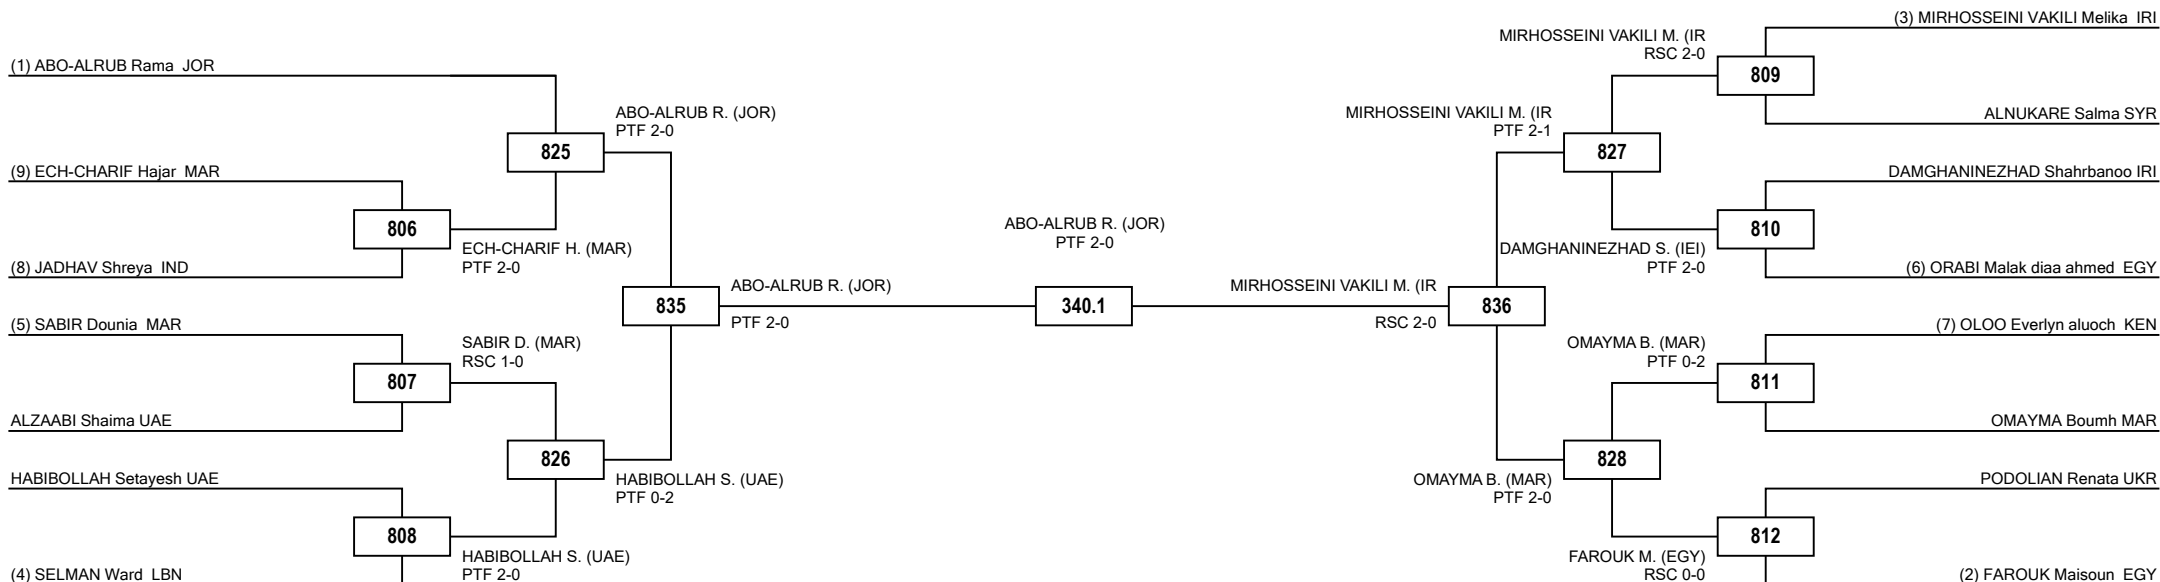 (1) ABO-ALRUB Rama JOR
(9) ECH-CHARIF Hajar MAR
(8) JADHAV Shreya IND
(5) SABIR Dounia MAR
ALZAABI Shaima UAE
HABIBOLLAH Setayesh UAE
(4) SELMAN Ward LBN
806
ECH-CHARIF H. (MAR)
PTF 2-0
807
SABIR D. (MAR)
RSC 1-0
808
HABIBOLLAH S. (UAE)
PTF 2-0
825
ABO-ALRUB R. (JOR)
PTF 2-0
826
HABIBOLLAH S. (UAE)
PTF 0-2
835
ABO-ALRUB R. (JOR)
PTF 2-0
ABO-ALRUB R. (JOR)
PTF 2-0
340.1
MIRHOSSEINI VAKILI M. (IR
RSC 2-0
836
MIRHOSSEINI VAKILI M. (IR
PTF 2-1
827
OMAYMA B. (MAR)
PTF 2-0
828
MIRHOSSEINI VAKILI M. (IR
RSC 2-0
809
DAMGHANINEZHAD S. (IEI)
PTF 2-0
810
OMAYMA B. (MAR)
PTF 0-2
811
FAROUK M. (EGY)
RSC 0-0
812
(3) MIRHOSSEINI VAKILI Melika IRI
ALNUKARE Salma SYR
DAMGHANINEZHAD Shahrbanoo IRI
(6) ORABI Malak diaa ahmed EGY
(7) OLOO Everlyn aluoch KEN
OMAYMA Boumh MAR
PODOLIAN Renata UKR
(2) FAROUK Maisoun EGY